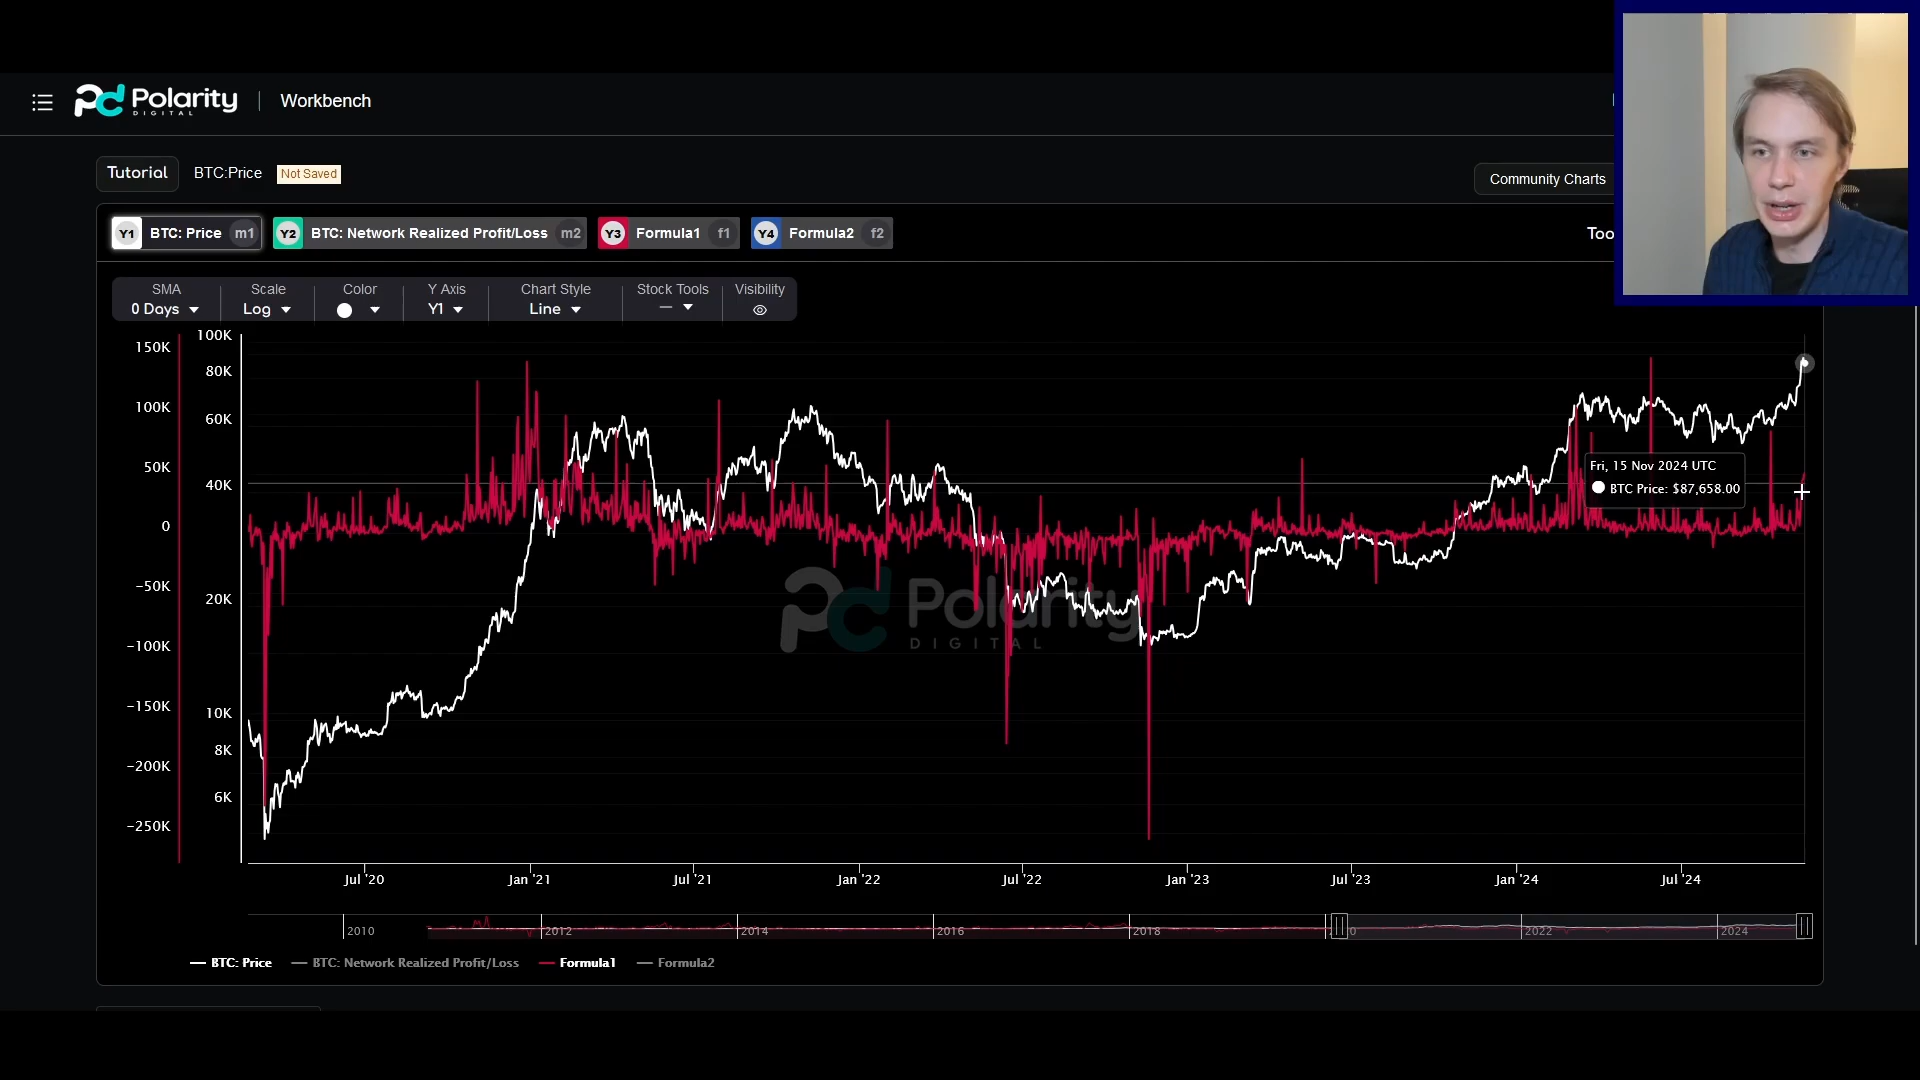 Polarity
DIGITAL
Workbench
Tutorial
BTC:Price
Not Saved
Community Charts
Y1 BTC: Price m1
Y2 BTC: Network Realized Profit/Loss m2
Y3 Formula1 f1
Y4 Formula2 f2
Too
SMA
0 Days
Scale
Log
Color
Y Axis
Y1
Chart Style
Line
Stock Tools
—
Visibility
150K
100K
50K
0
-50K
-100K
-150K
-200K
-250K
100K
80K
60K
40K
20K
10K
8K
6K
Fri, 15 Nov 2024 UTC
BTC Price: $87,658.00
Polarity
DIGITAL
Jul '20
Jan '21
Jul '21
Jan '22
Jul '22
Jan '23
Jul '23
Jan '24
Jul '24
2010
2012
2014
2016
2018
2022
2024
BTC: Price
BTC: Network Realized Profit/Loss
Formula1
Formula2